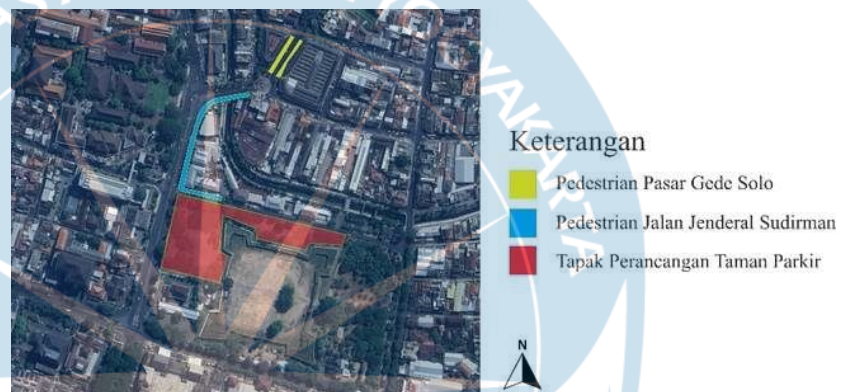 Keterangan
Pedestrian Pasar Gede Solo
Pedestrian Jalan Jenderal Sudirman
Tapak Perancangan Taman Parkir
N